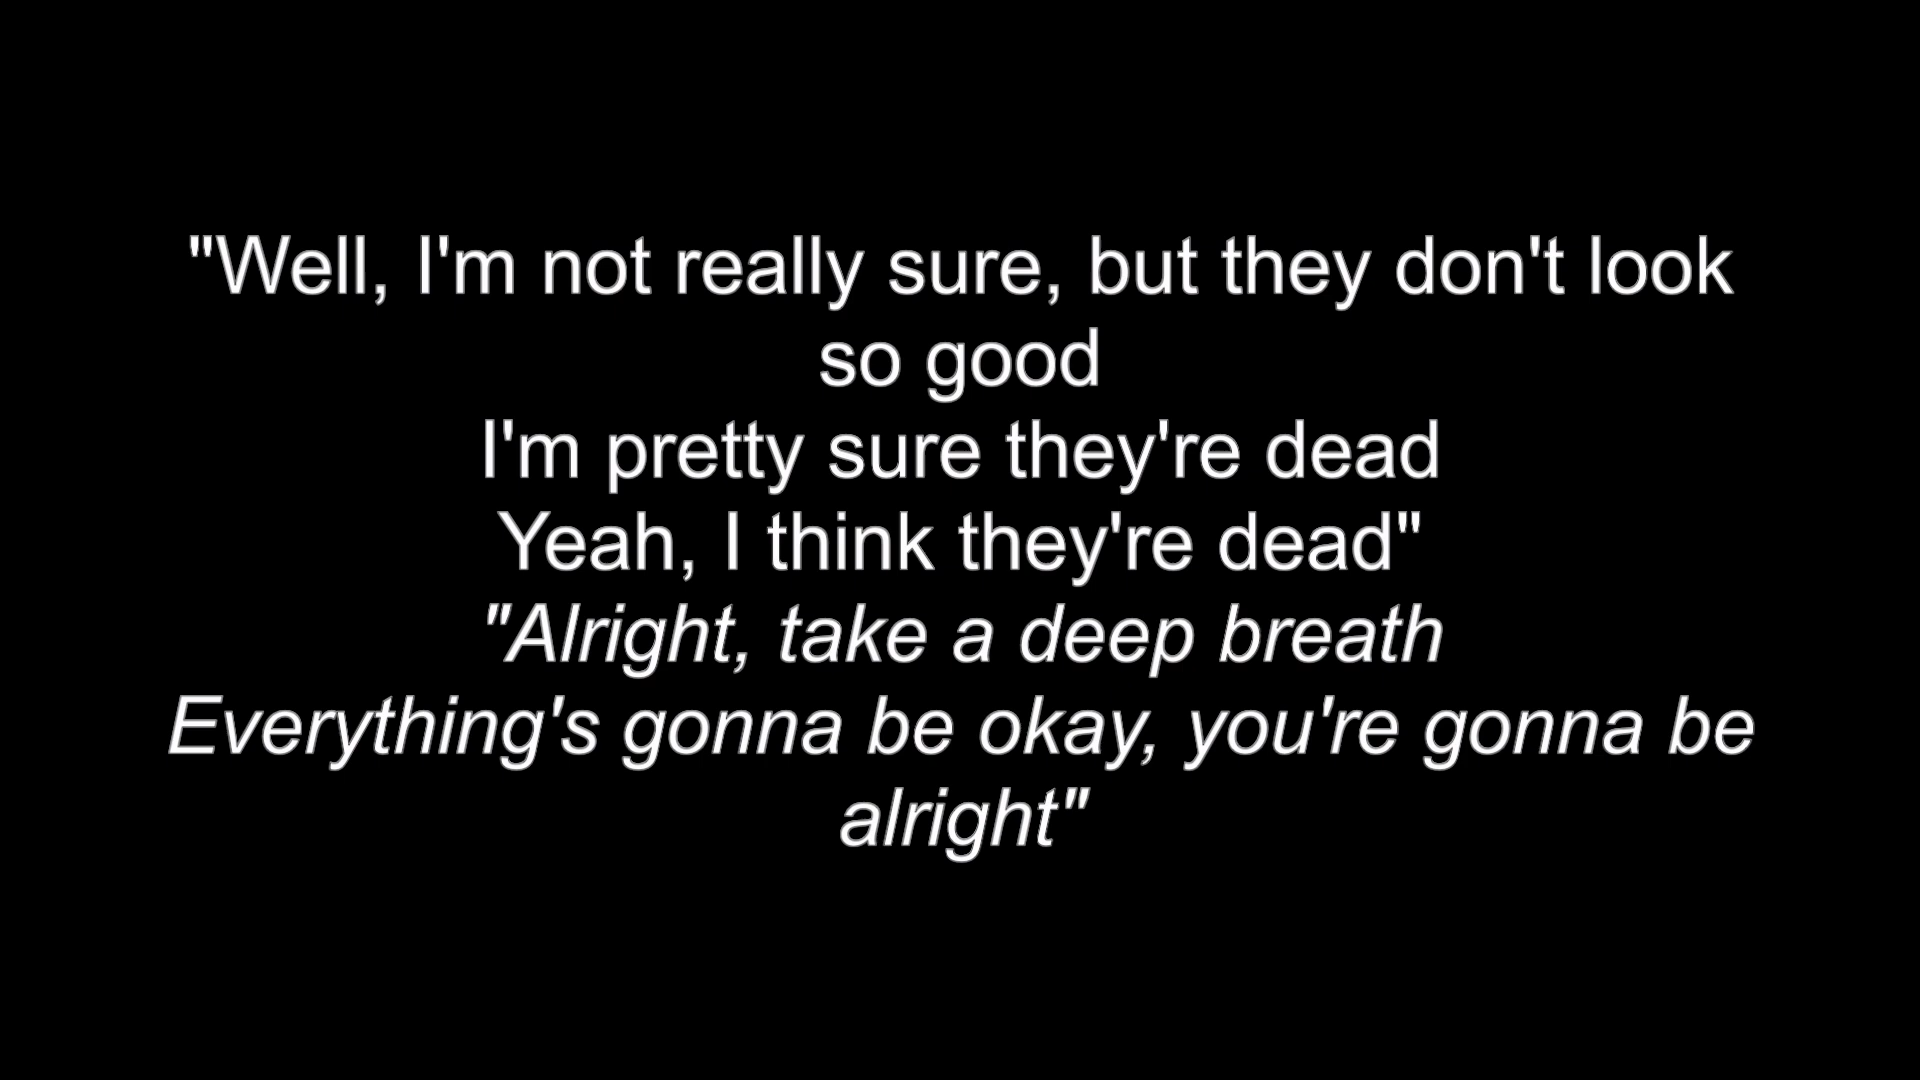 "Well, I'm not really sure, but they don't look
so good
I'm pretty sure they're dead
Yeah, I think they're dead"
"Alright, take a deep breath
Everything's gonna be okay, you're gonna be
alright"